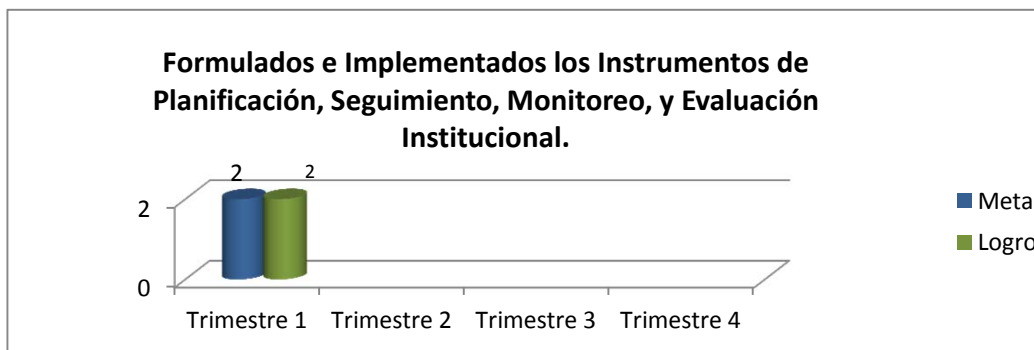 Formulados e Implementados los Instrumentos de
Planificación, Seguimiento, Monitoreo, y Evaluación
Institucional.
2 2
2
0
Trimestre 1 Trimestre 2 Trimestre 3 Trimestre 4
Meta
Logro